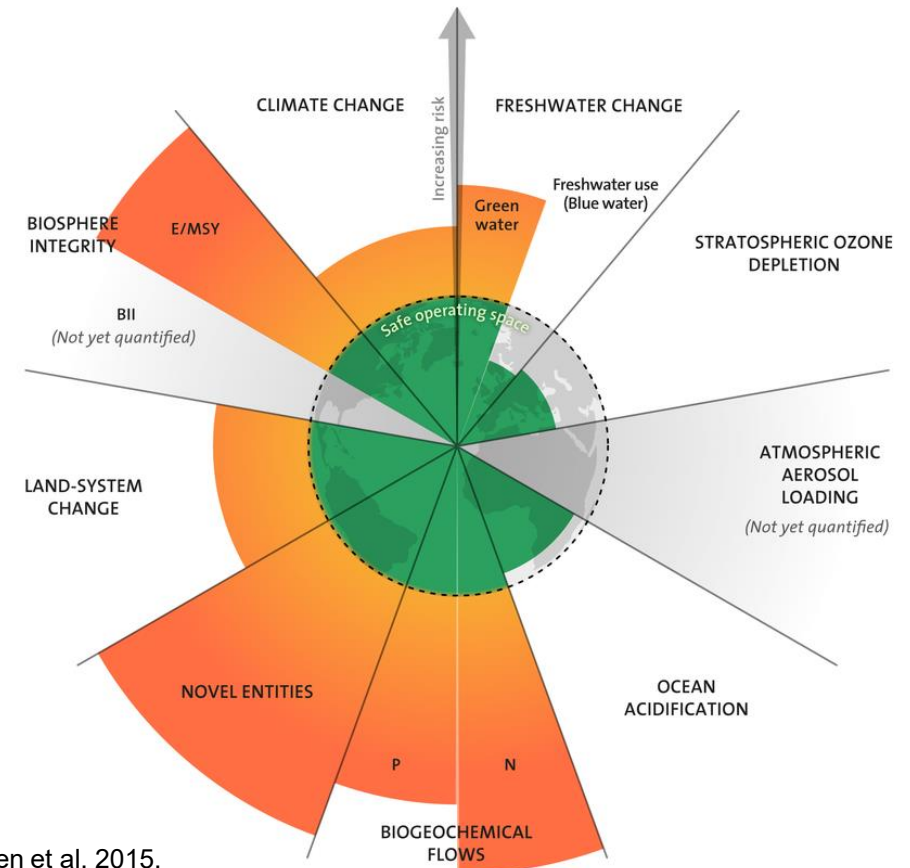 CLIMATE CHANGE
Increasing risk
FRESHWATER CHANGE
Green
water
Freshwater use
(Blue water)
STRATOSPHERIC OZONE
DEPLETION
BIOSPHERE
INTEGRITY
E/MSY
BII
(Not yet quantified)
Safe operating space
ATMOSPHERIC
AEROSOL
LOADING
(Not yet quantified)
LAND-SYSTEM
CHANGE
OCEAN
ACIDIFICATION
NOVEL ENTITIES
P
N
BIOGEOCHEMICAL
FLOWS
en et al. 2015.